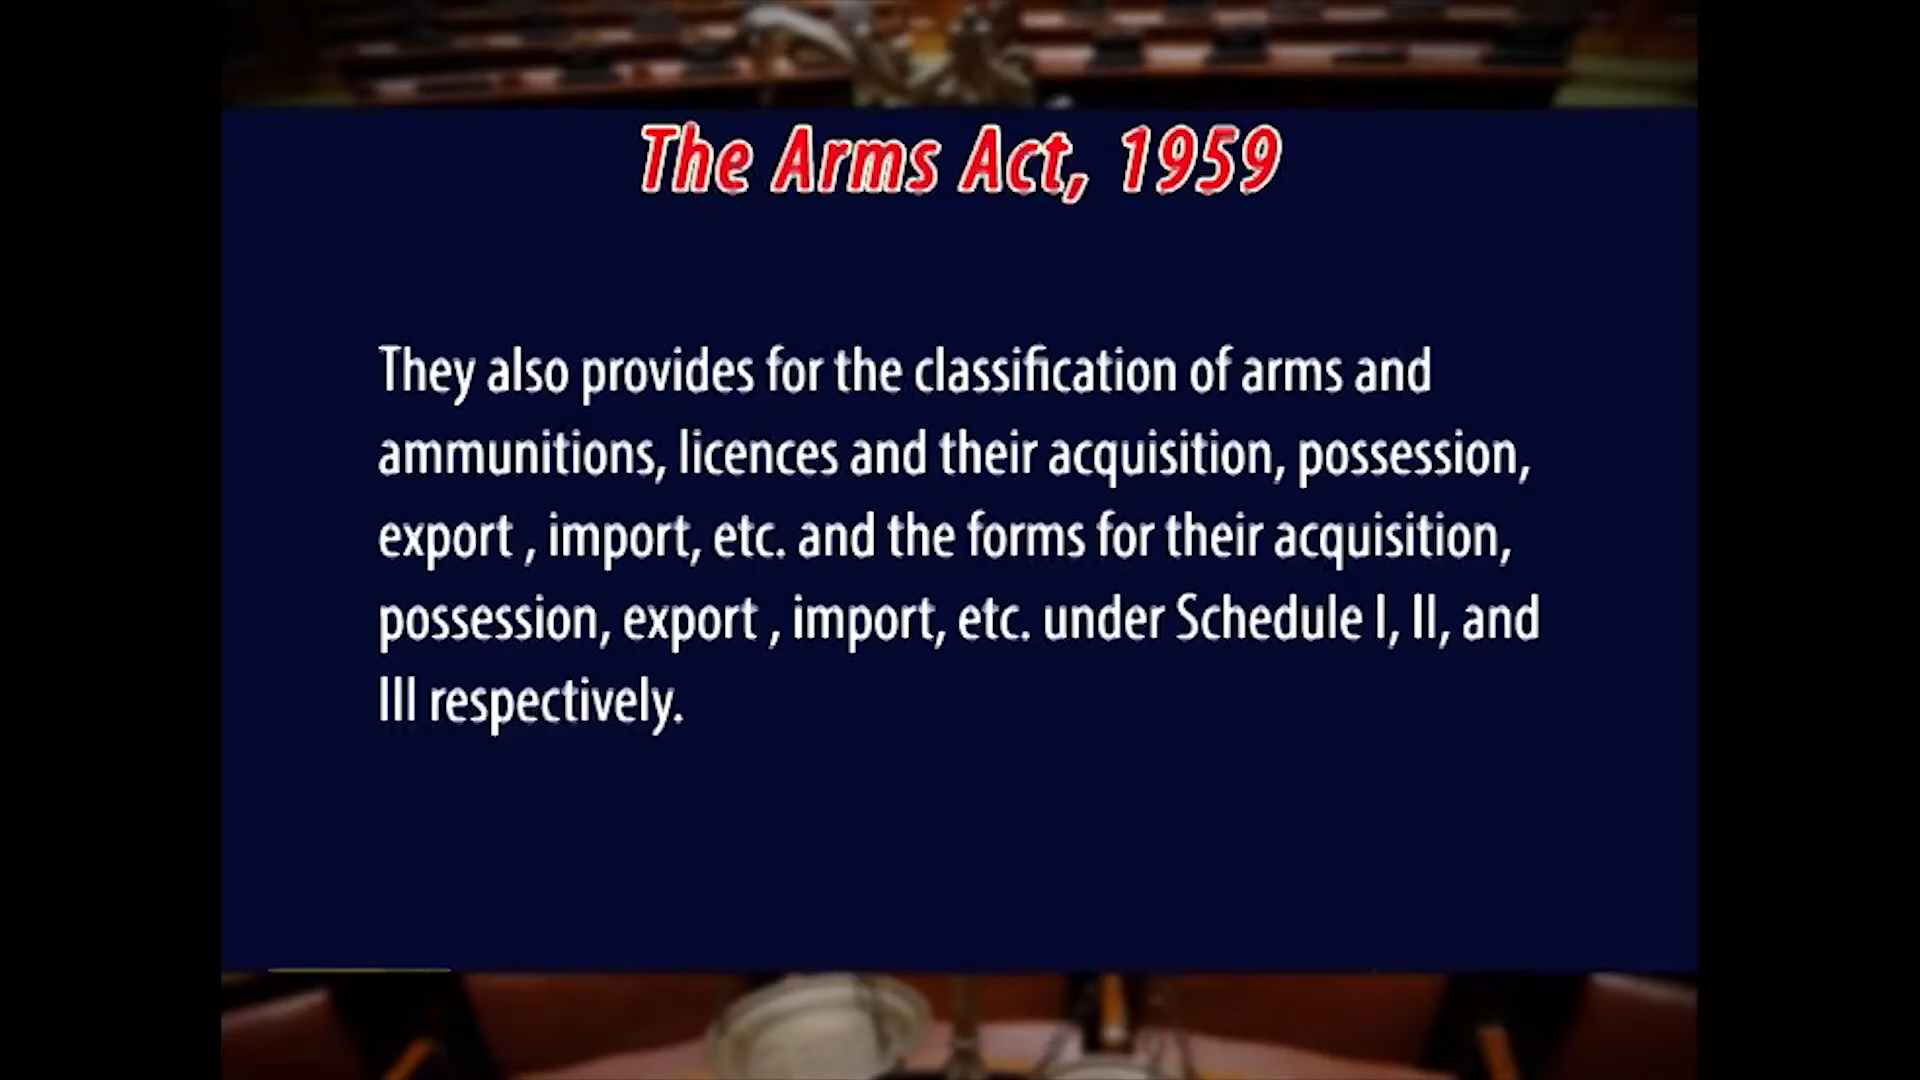 The Arms Act, 1959
They also provides for the classification of arms and
ammunitions, licences and their acquisition, possession,
export , import, etc. and the forms for their acquisition,
possession, export , import, etc. under Schedule I, II, and
III respectively.